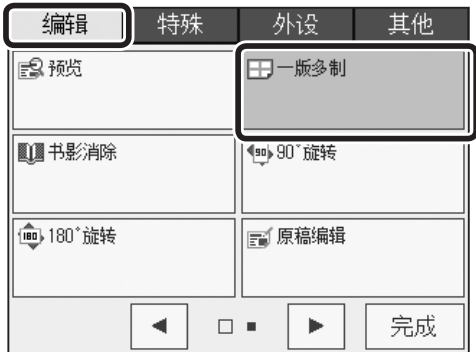 编辑 特殊 外设 其他
预览 一版多制
书影消除 90°旋转
180°旋转 原稿编辑
完成